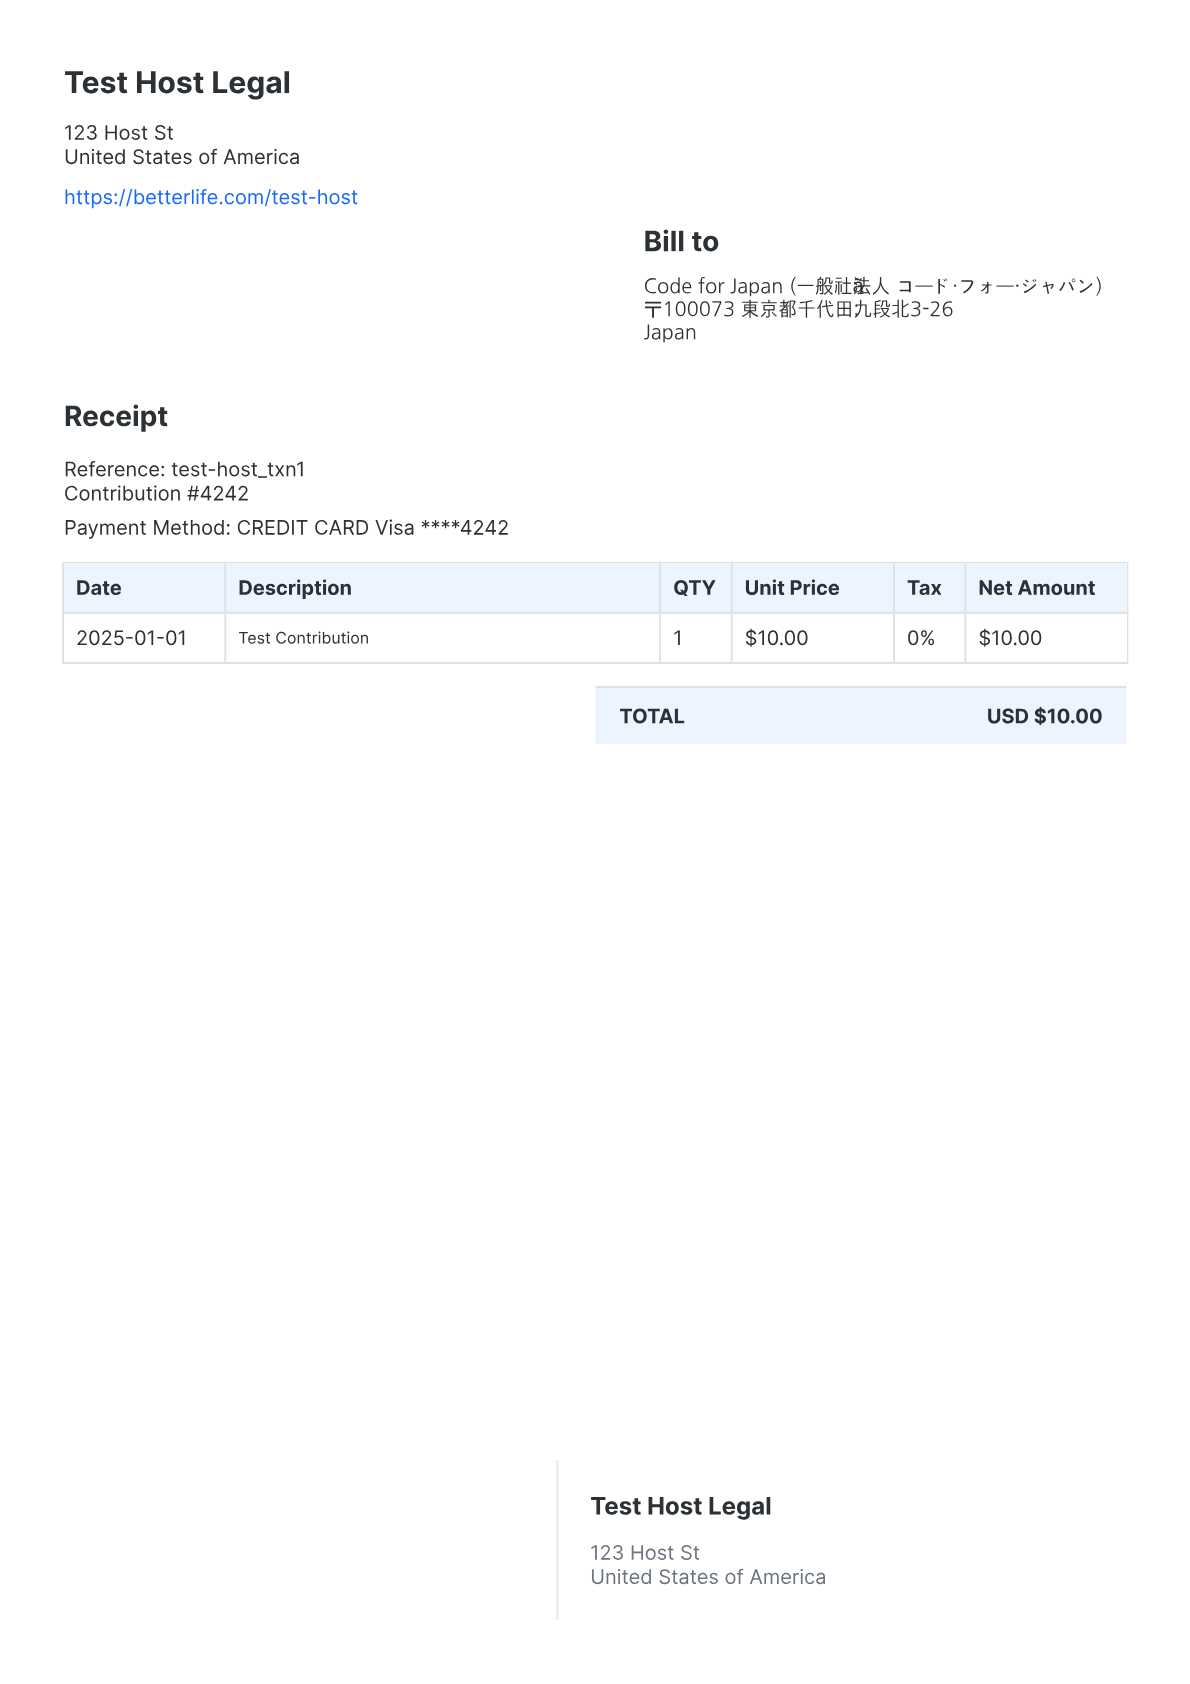 Test Host Legal
123 Host St
United States of America
https://betterlife.com/test-host
Bill to
Code for Japan (一般社法人 コード・フォー・ジャパン)
〒100073 東京都千代田九段北3-26
Japan
Receipt
Reference: test-host_txn1
Contribution #4242
Payment Method: CREDIT CARD Visa ****4242
Date Description QTY Unit Price Tax Net Amount
2025-01-01 Test Contribution 1 $10.00 0% $10.00
TOTAL USD $10.00
Test Host Legal
123 Host St
United States of America